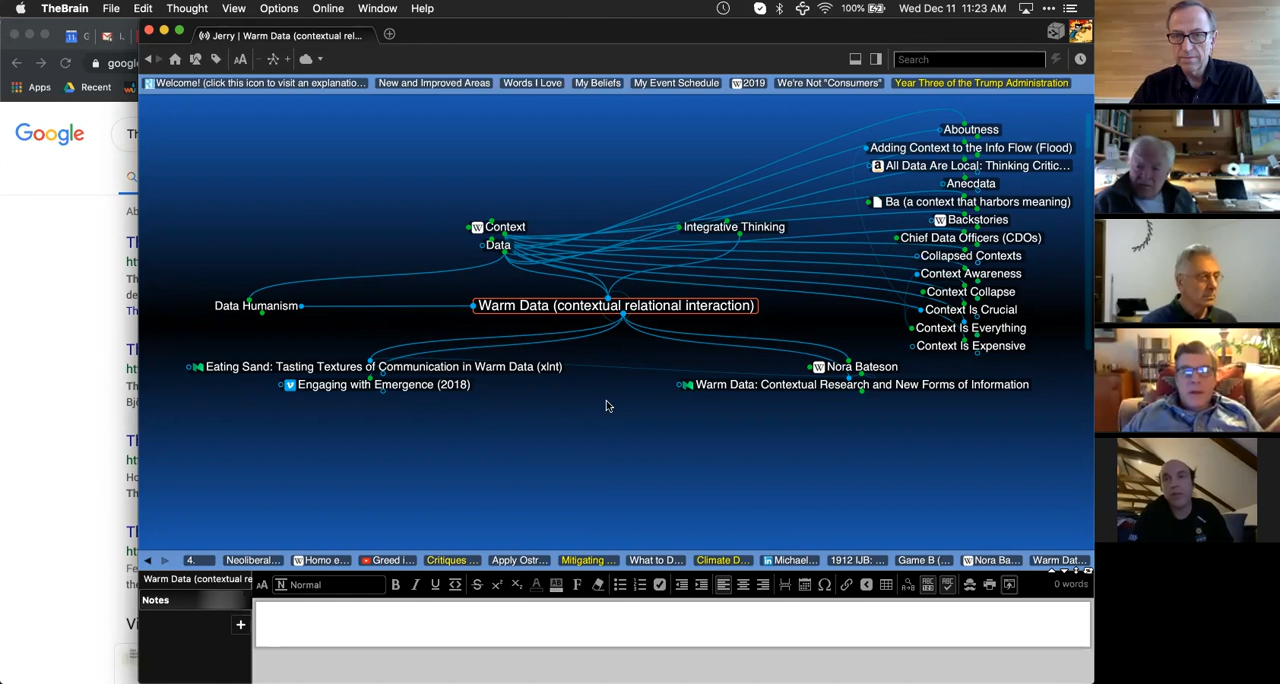 TheBrain File Edit Thought View Options Online Window Help 100% Wed Dec 11 11:23 AM
Jerry | Warm Data (contextual rel...
Apps Recent
AA Search
Welcome! (click this icon to visit an explanatio... New and Improved Areas Words I Love My Beliefs My Event Schedule 2019 We're Not "Consumers" Year Three of the Trump Administration
Google
Aboutness
Adding Context to the Info Flow (Flood)
All Data Are Local: Thinking Critic...
Anecdata
Ba (a context that harbors meaning)
Backstories
Chief Data Officers (CDOs)
Collapsed Contexts
Context Awareness
Context Collapse
Context Is Crucial
Context Is Everything
Context Is Expensive
Context
Data
Integrative Thinking
Data Humanism
Warm Data (contextual relational interaction)
Eating Sand: Tasting Textures of Communication in Warm Data (xlnt)
Engaging with Emergence (2018)
Nora Bateson
Warm Data: Contextual Research and New Forms of Information
4. Neoliberal... Homo e... Greed i... Critiques ... Apply Ostr... Mitigating ... What to D... Climate D... Michael... 1912 IJB: ... Game B (... Nora Ba... Warm Dat...
Warm Data (contextual re
Normal
0 words
Notes